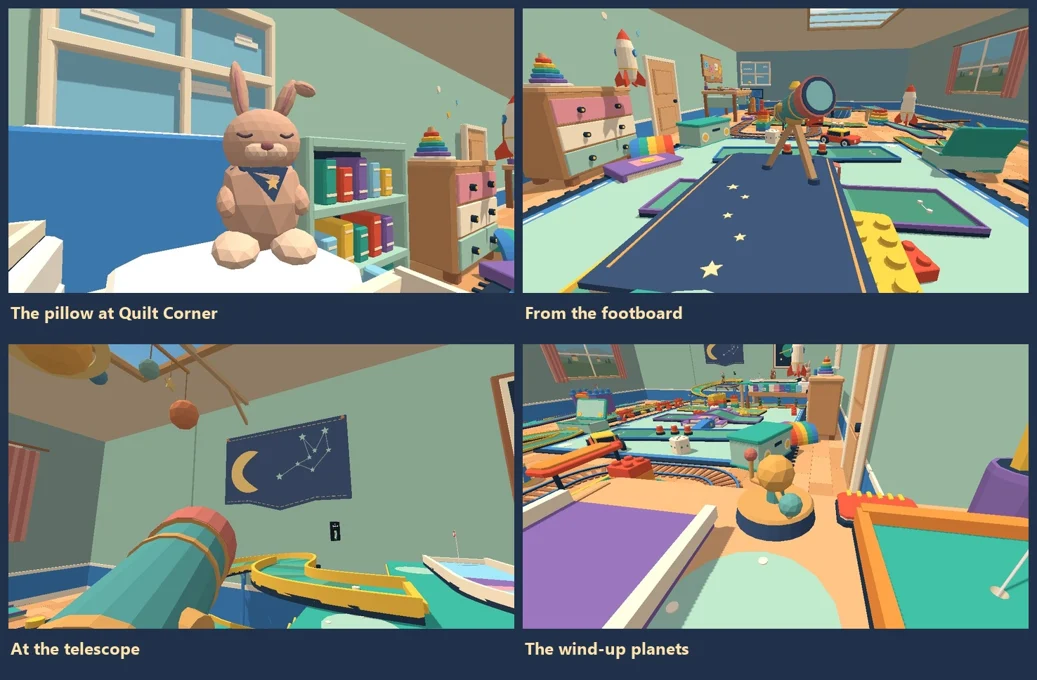 The pillow at Quilt Corner
From the footboard
At the telescope
The wind-up planets